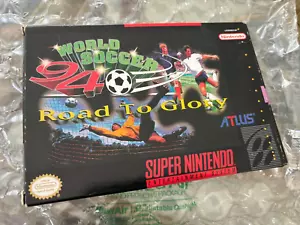 WORLD
SOCCER
94
Road To Glory
Nintendo
ATLUS
SUPER NINTENDO
ENTERTAINMENT SYSTEM